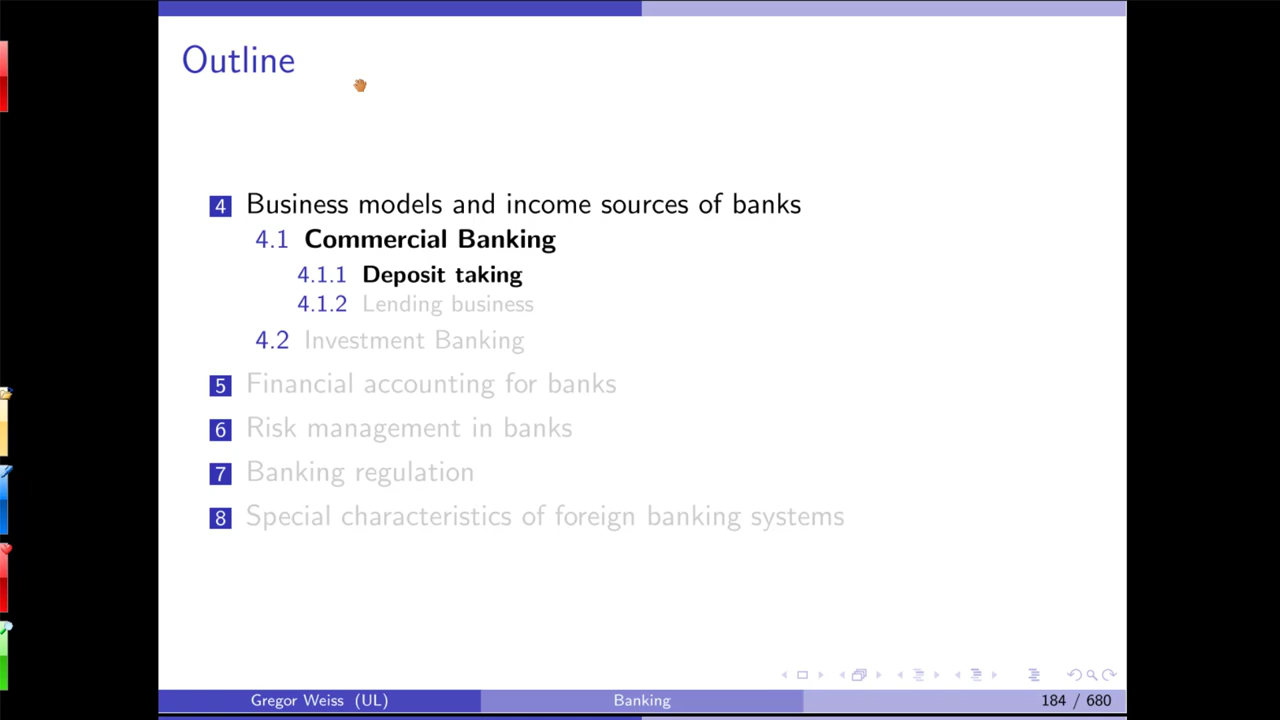 Outline
4 Business models and income sources of banks
4.1 Commercial Banking
4.1.1 Deposit taking
4.1.2 Lending business
4.2 Investment Banking
5 Financial accounting for banks
6 Risk management in banks
7 Banking regulation
8 Special characteristics of foreign banking systems
Gregor Weiss (UL) Banking 184 / 680